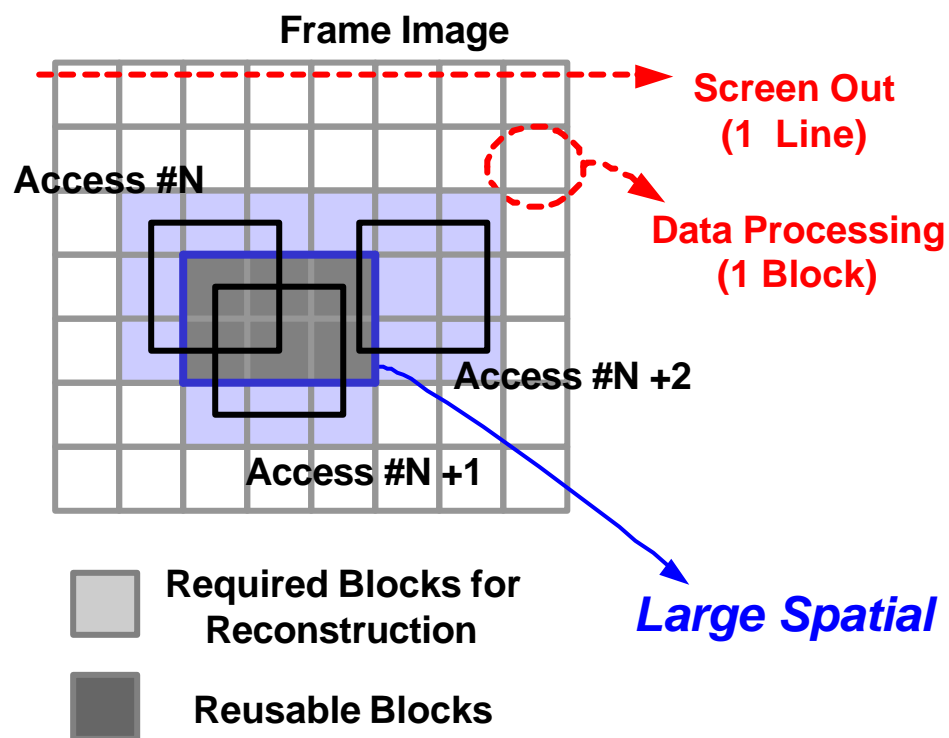 Frame Image
Screen Out
(1 Line)
Access #N
Data Processing
(1 Block)
Access #N +2
Access #N +1
Required Blocks for
Reconstruction
Large Spatial
Reusable Blocks